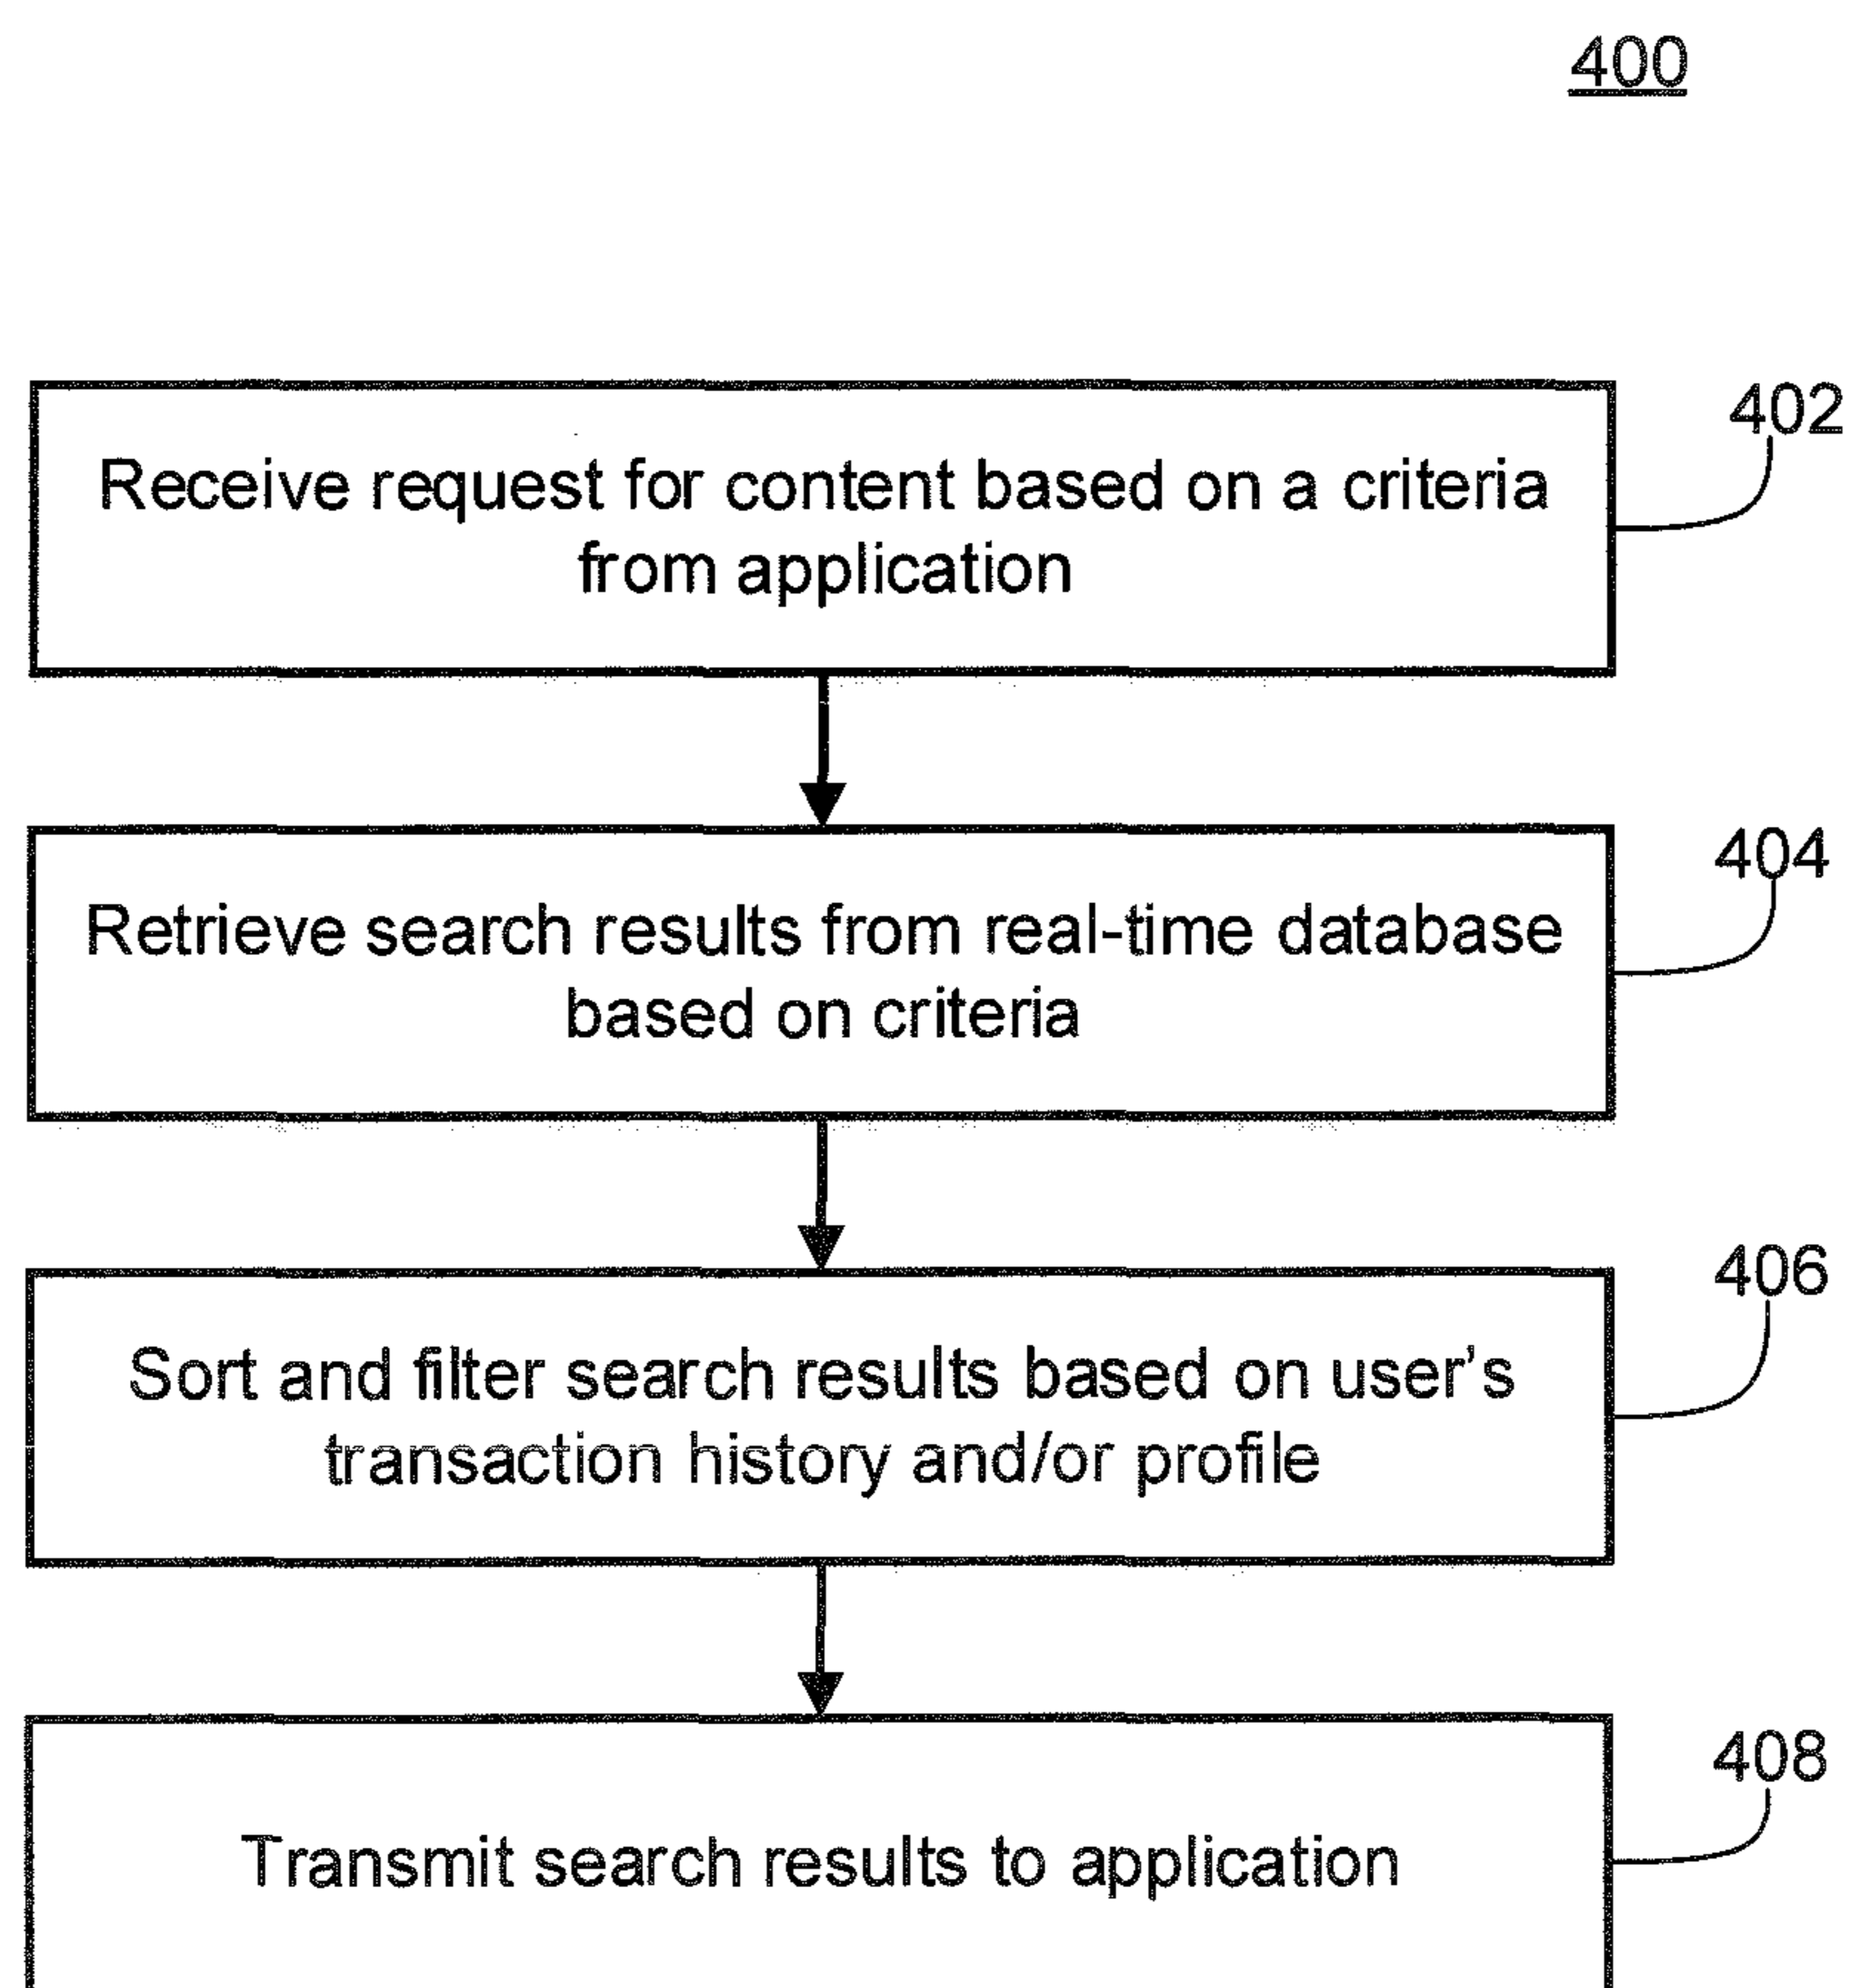 400
Receive request for content based on a criteria
from application
402
Retrieve search results from real-time database
based on criteria
404
Sort and filter search results based on user's
transaction history and/or profile
406
Transmit search results to application
408